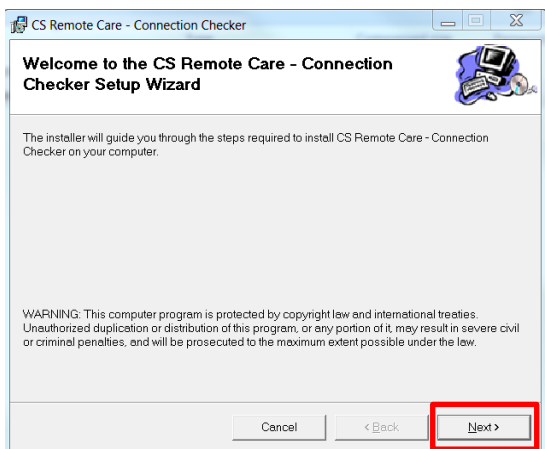 CS Remote Care - Connection Checker
Welcome to the CS Remote Care - Connection
Checker Setup Wizard
The installer will guide you through the steps required to install CS Remote Care - Connection
Checker on your computer.
WARNING: This computer program is protected by copyright law and international treaties.
Unauthorized duplication or distribution of this program, or any portion of it, may result in severe civil
or criminal penalties, and will be prosecuted to the maximum extent possible under the law.
Cancel
< Back
Next >